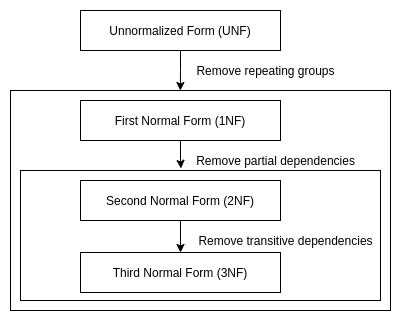 Unnormalized Form (UNF)
Remove repeating groups
First Normal Form (1NF)
Remove partial dependencies
Second Normal Form (2NF)
Remove transitive dependencies
Third Normal Form (3NF)